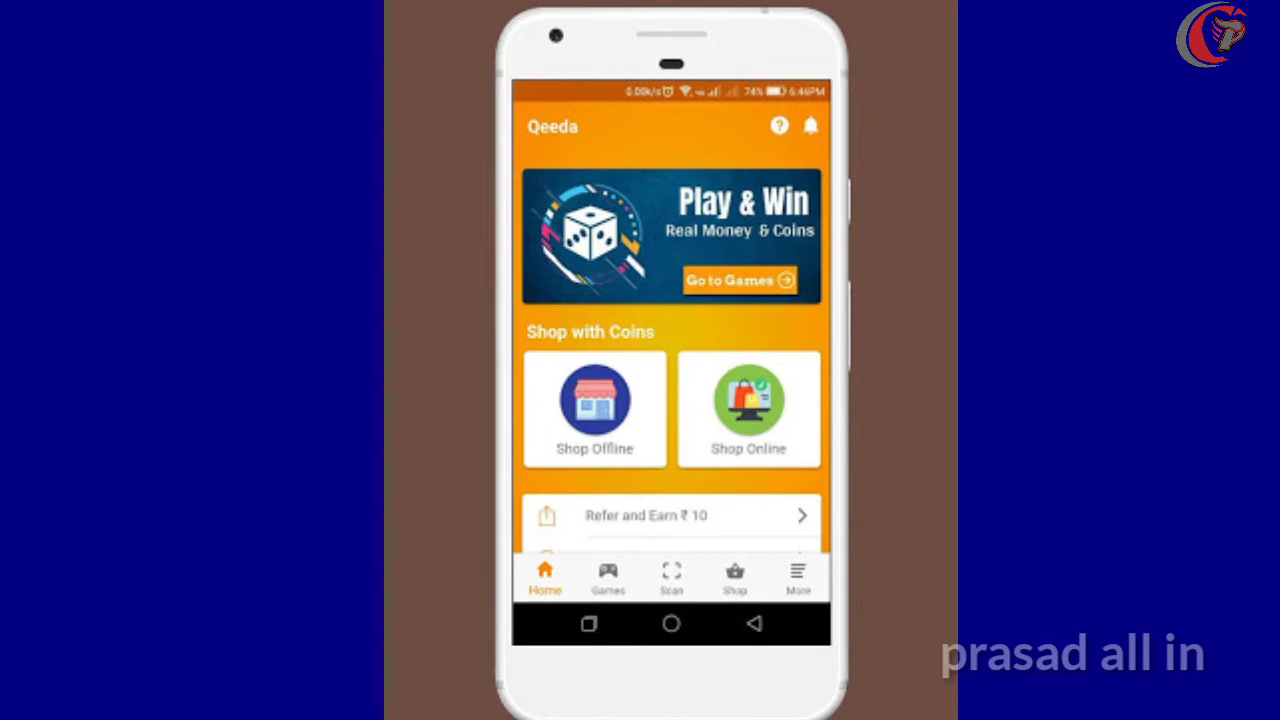 0.00k/s 74% 6:46PM
Qeeda
Play & Win
Real Money & Coins
Go to Games
Shop with Coins
Shop Offline
Shop Online
Refer and Earn ₹ 10
Home
Games
Scan
Shop
More
prasad all in